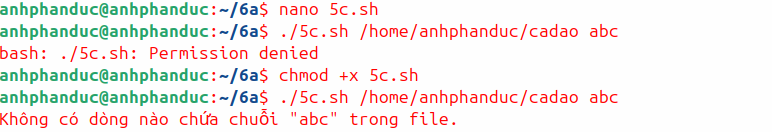 anhphanduc@anhphanduc:~/6a$ nano 5c.sh
anhphanduc@anhphanduc:~/6a$ ./5c.sh /home/anhphanduc/cadao abc
bash: ./5c.sh: Permission denied
anhphanduc@anhphanduc:~/6a$ chmod +x 5c.sh
anhphanduc@anhphanduc:~/6a$ ./5c.sh /home/anhphanduc/cadao abc
Không có dòng nào chứa chuỗi "abc" trong file.